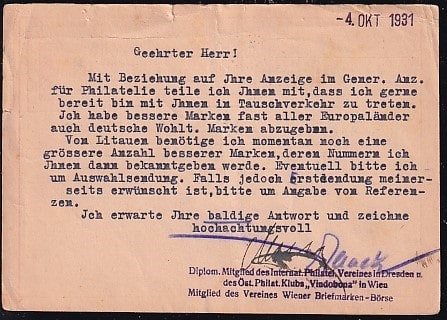 -4. OKT 1931
Geehrter Herr!
Mit Beziehung auf Jhre Anzeige im Gener. Anz.
für Philatelie teile ich Jhnen mit,dass ich gerne
bereit bin mit Jhnen in Tauschverkehr zu treten.
Jch habe bessere Marken fast aller Europaländer
auch deutsche Wohlt. Marken abzugeben.
Von Litauen benötige ich momentan noch eine
grössere Anzahl besserer Marken,deren Nummern ich
Jhnem dann bekanntgeben werde. Eventuell bitte ich
um Auswahlsendung. Falls jedoch Erstsendung meiner-
seits erwünscht ist,bitte um Angabe von Referen-
zen.
Jch erwarte Jhre baldige Antwort und zeichne
hochachtungsvoll
Diplom. Mitglied des Internat. Philatel. Vereines in Dresden u.
des Öst. Philat. Klubs „Vindobona" in Wien
Mitglied des Vereines Wiener Briefmarken-Börse